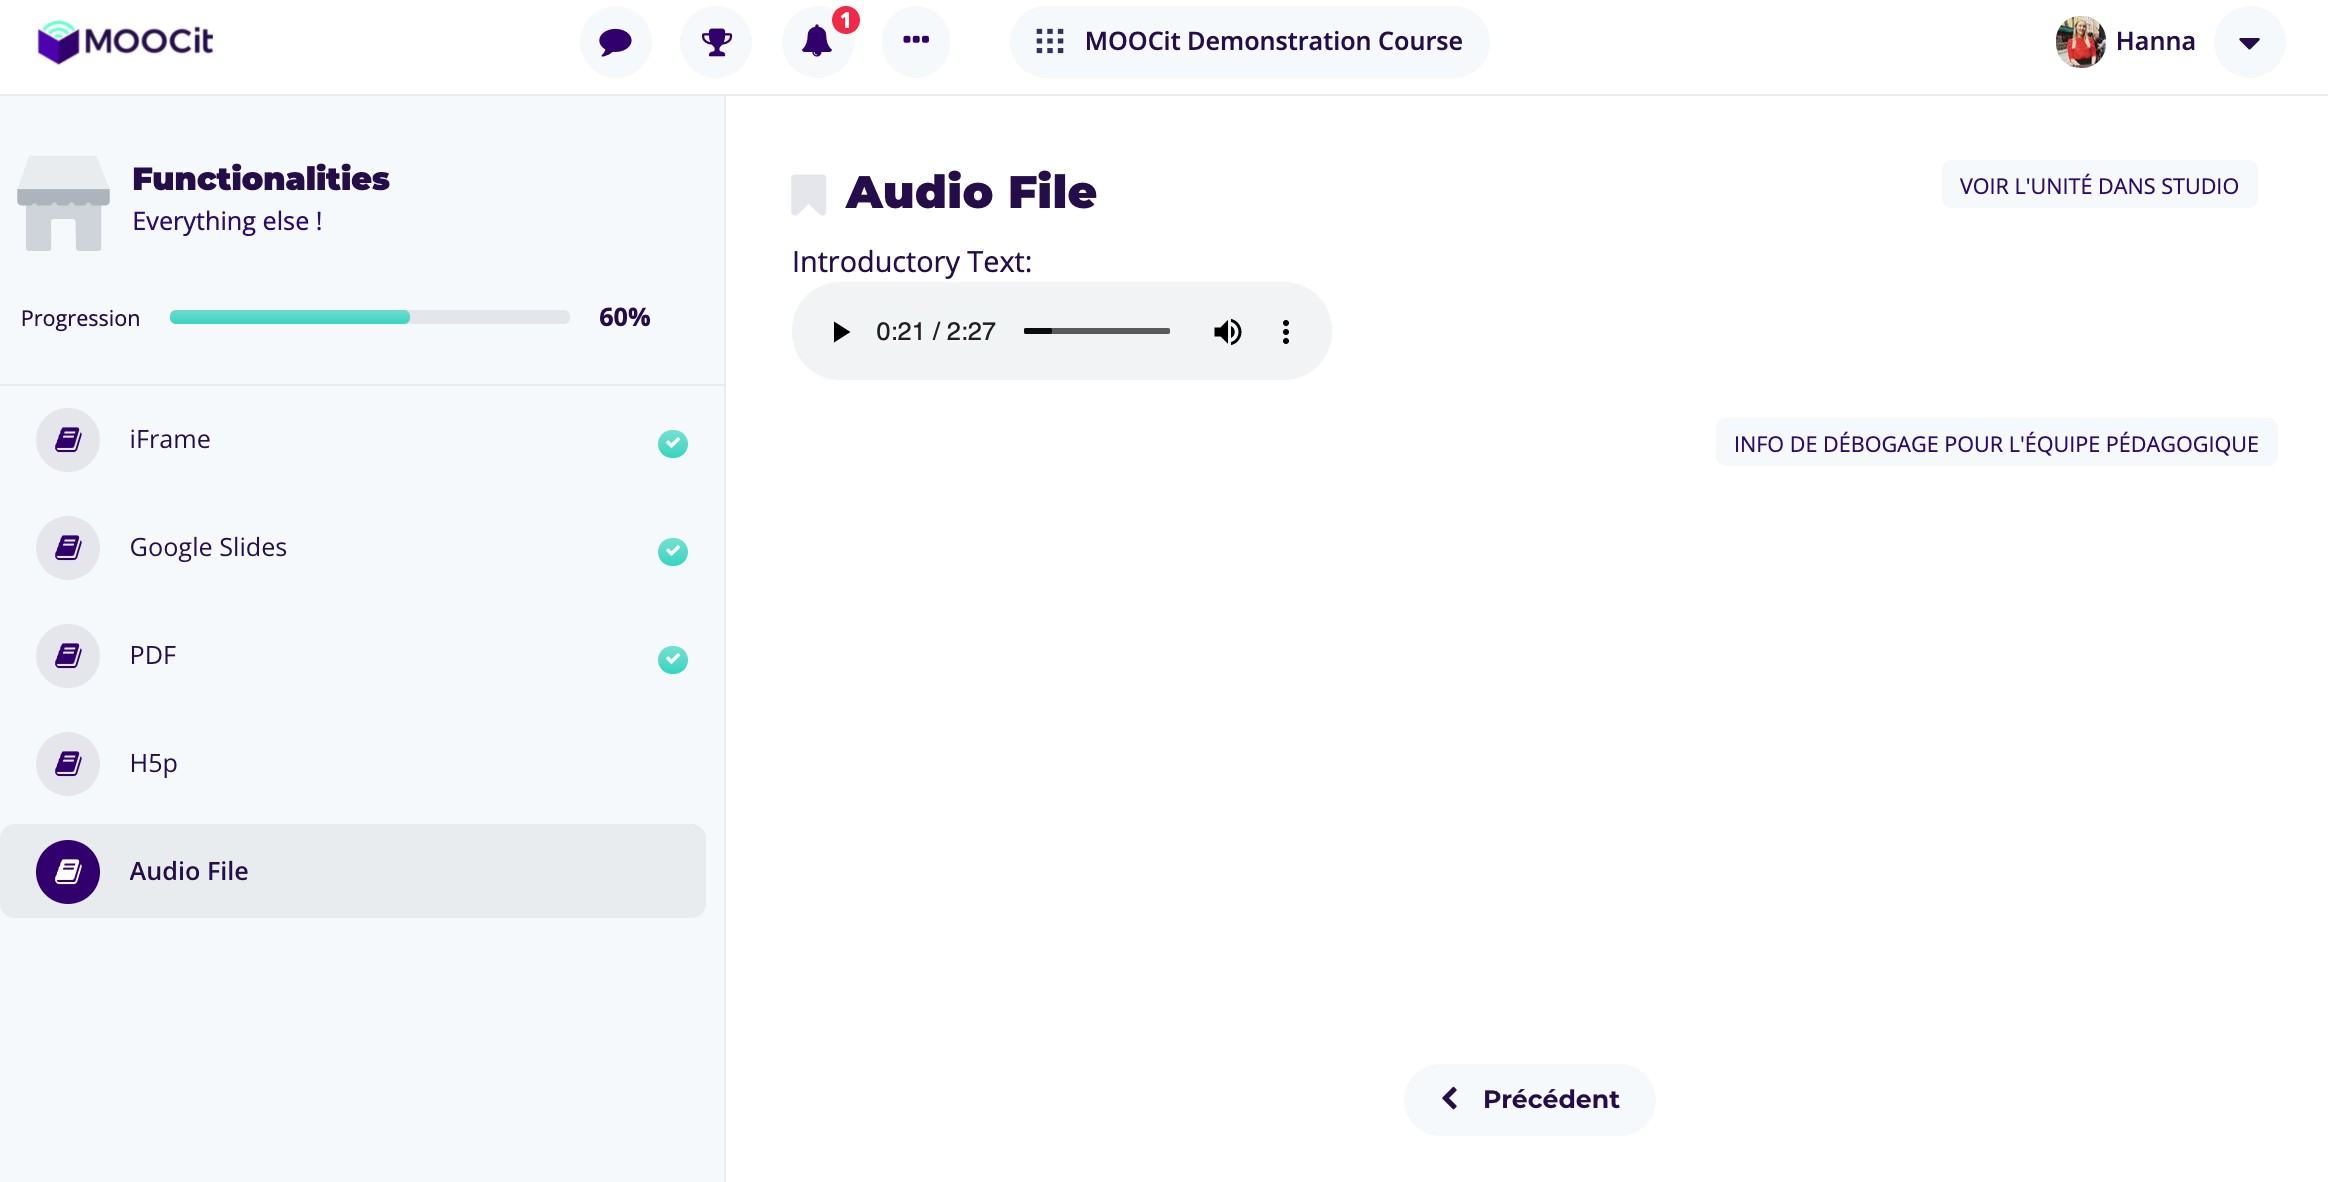 MOOCit
1
MOOCit Demonstration Course
Hanna
Functionalities
Everything else !
Progression 60%
iFrame
Google Slides
PDF
H5p
Audio File
Audio File
VOIR L'UNITÉ DANS STUDIO
Introductory Text:
0:21 / 2:27
INFO DE DÉBOGAGE POUR L'ÉQUIPE PÉDAGOGIQUE
Précédent